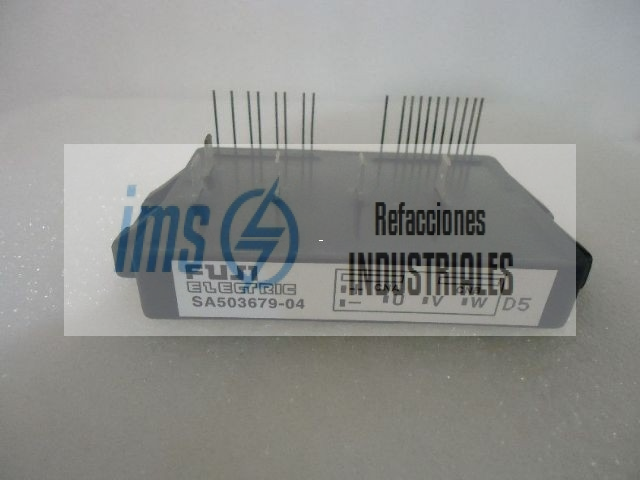 ims
Refacciones
INDUSTRIALES
FUJI
ELECTRIC
SA503679-04
V
W
D5